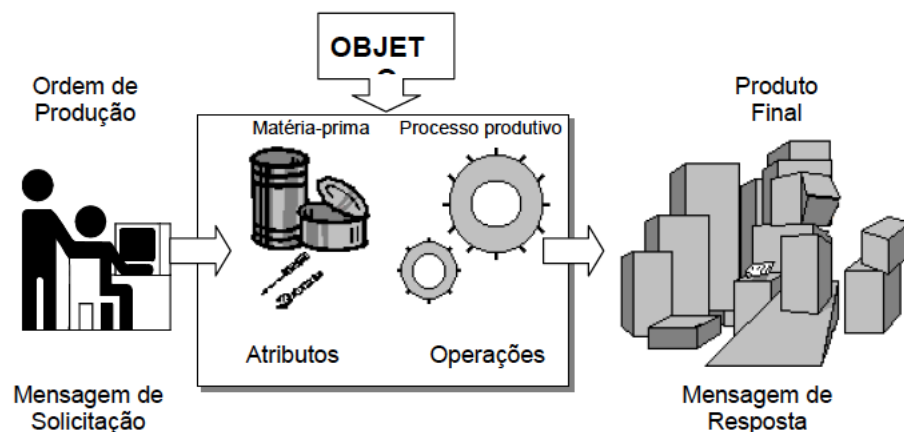 OBJET
Ordem de
Produção
Produto
Final
Matéria-prima
Processo produtivo
Atributos
Operações
Mensagem de
Solicitação
Mensagem de
Resposta